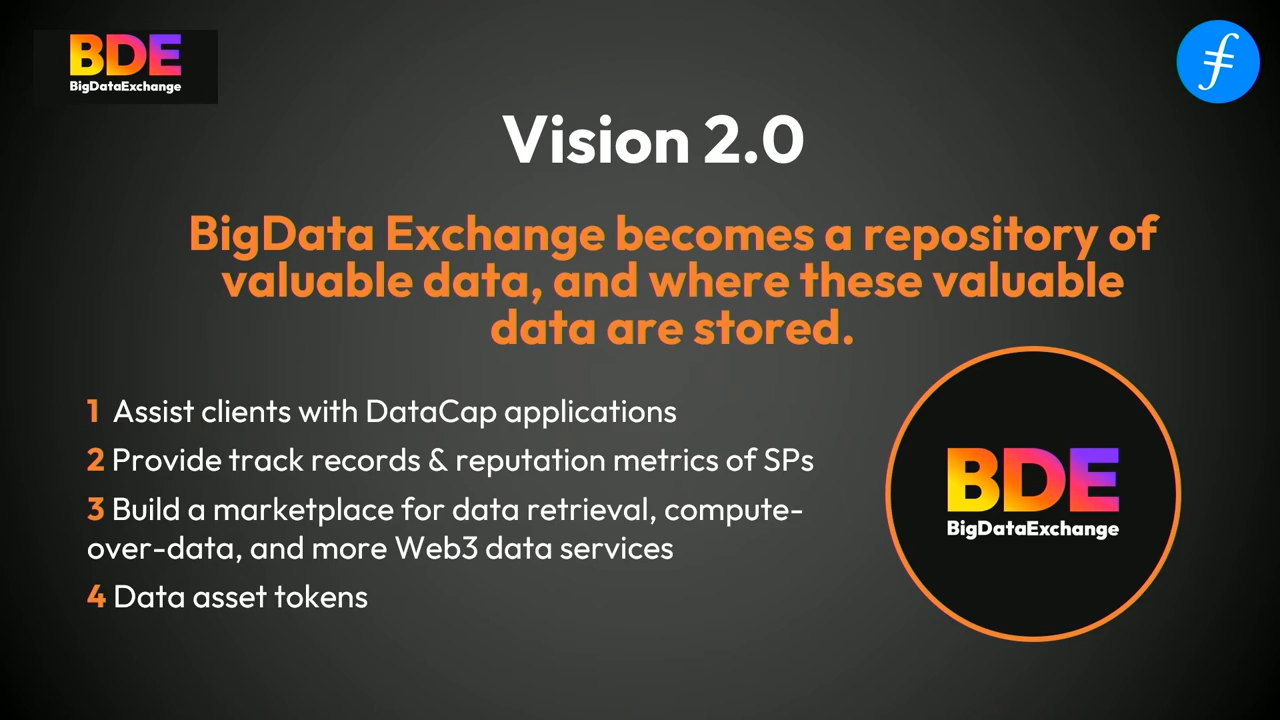 BDE
BigDataExchange
Vision 2.0
BigData Exchange becomes a repository of
valuable data, and where these valuable
data are stored.
1 Assist clients with DataCap applications
2 Provide track records & reputation metrics of SPs
3 Build a marketplace for data retrieval, compute-
over-data, and more Web3 data services
4 Data asset tokens
BDE
BigDataExchange